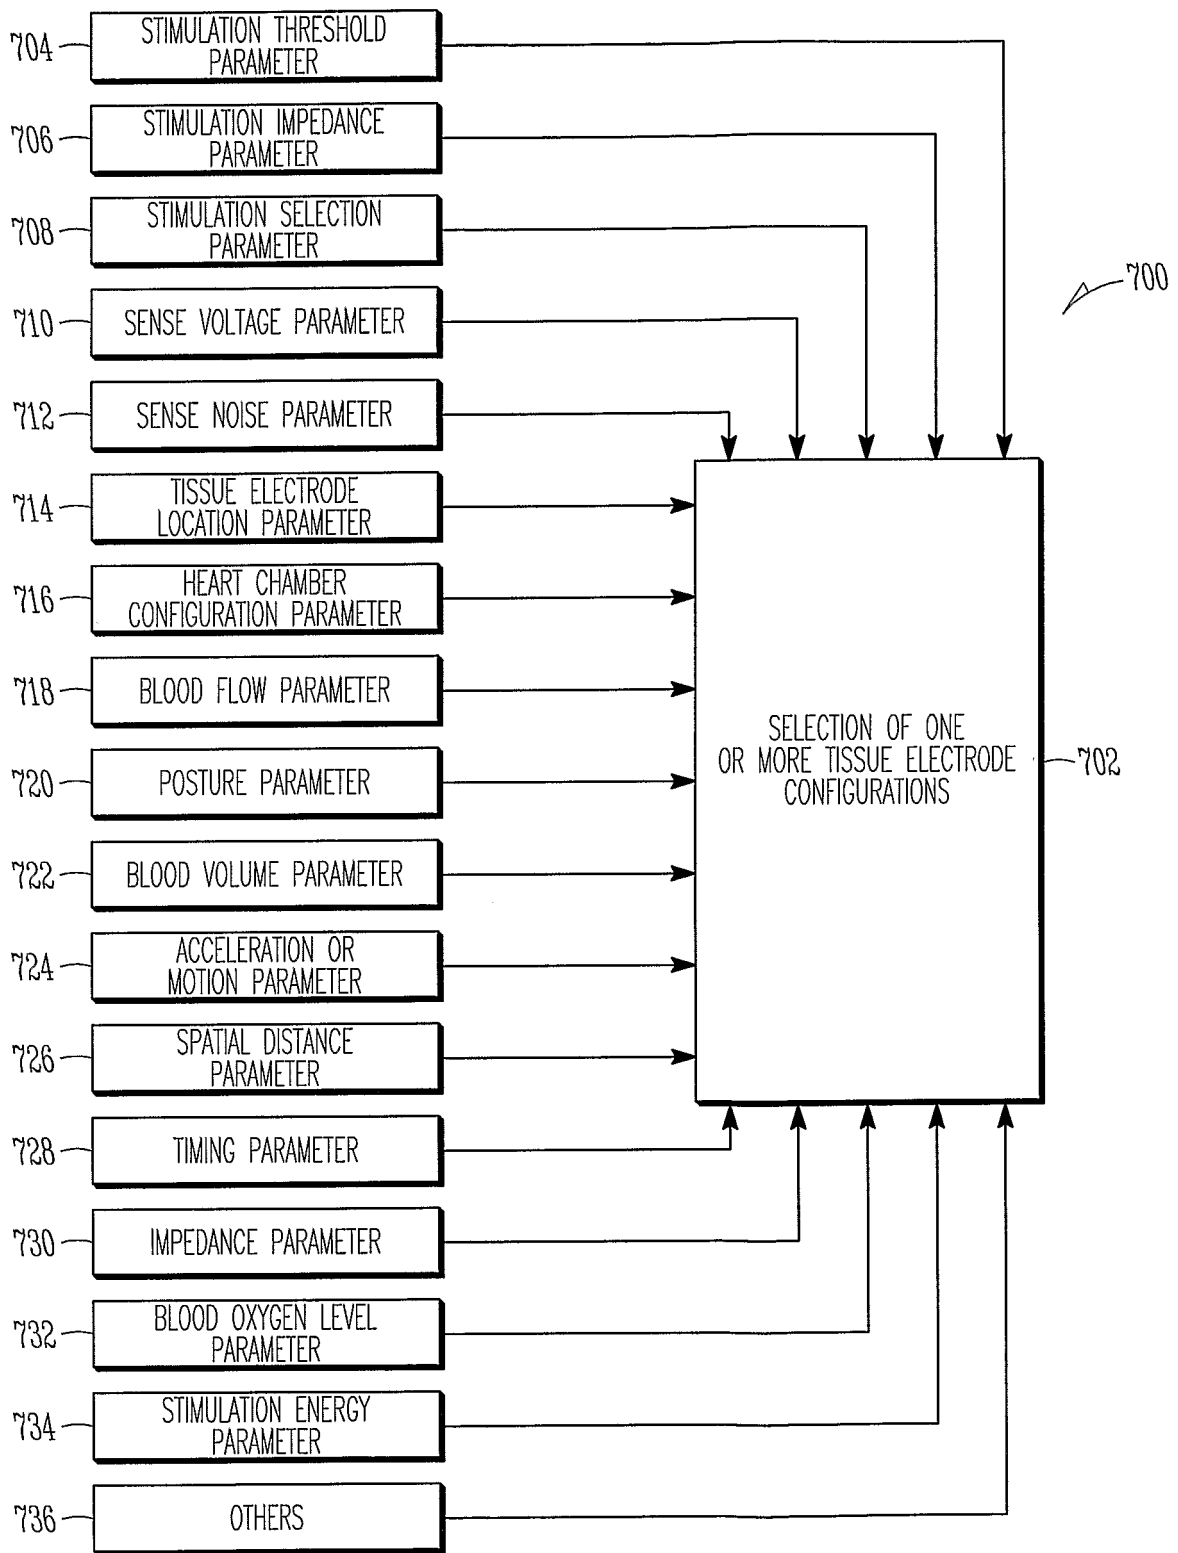 704
STIMULATION THRESHOLD
PARAMETER
706
STIMULATION IMPEDANCE
PARAMETER
708
STIMULATION SELECTION
PARAMETER
700
710
SENSE VOLTAGE PARAMETER
712
SENSE NOISE PARAMETER
714
TISSUE ELECTRODE
LOCATION PARAMETER
716
HEART CHAMBER
CONFIGURATION PARAMETER
718
BLOOD FLOW PARAMETER
720
POSTURE PARAMETER
SELECTION OF ONE
OR MORE TISSUE ELECTRODE
CONFIGURATIONS
702
722
BLOOD VOLUME PARAMETER
724
ACCELERATION OR
MOTION PARAMETER
726
SPATIAL DISTANCE
PARAMETER
728
TIMING PARAMETER
730
IMPEDANCE PARAMETER
732
BLOOD OXYGEN LEVEL
PARAMETER
734
STIMULATION ENERGY
PARAMETER
736
OTHERS